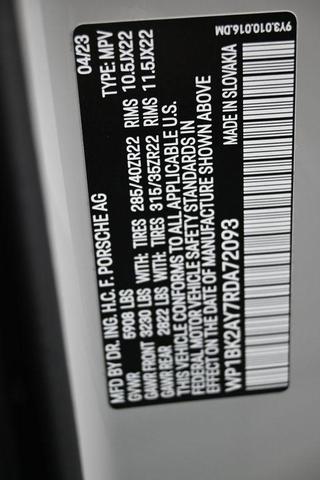 MFD BY DR. ING. H.C. F. PORSCHE AG 04/23
GVWR 5908 LBS TYPE: MPV
GAWR FRONT 3230 LBS WITH: TIRES 285/40ZR22 RIMS 10.5JX22
GAWR REAR 2822 LBS WITH: TIRES 315/35ZR22 RIMS 11.5JX22
THIS VEHICLE CONFORMS TO ALL APPLICABLE U.S.
FEDERAL MOTOR VEHICLE SAFETY STANDARDS IN
EFFECT ON THE DATE OF MANUFACTURE SHOWN ABOVE
WP1BK2AY7RDA72093 MADE IN SLOVAKIA
9Y3.010.016.DM